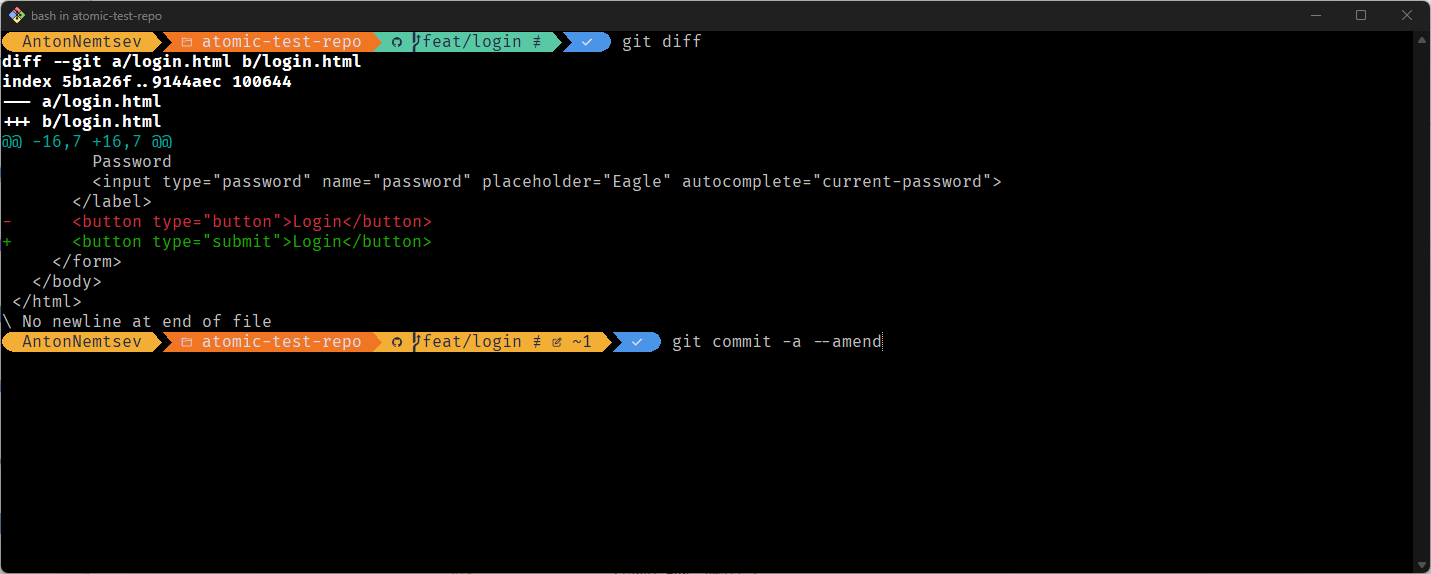 bash in atomic-test-repo
AntonNemtsev atomic-test-repo feat/login ≢ ✓ git diff
diff --git a/login.html b/login.html
index 5b1a26f..9144aec 100644
--- a/login.html
+++ b/login.html
@@ -16,7 +16,7 @@
         Password
         <input type="password" name="password" placeholder="Eagle" autocomplete="current-password">
       </label>
-      <button type="button">Login</button>
+      <button type="submit">Login</button>
     </form>
   </body>
 </html>
\ No newline at end of file
AntonNemtsev atomic-test-repo feat/login ≢ ~1 ✓ git commit -a --amend